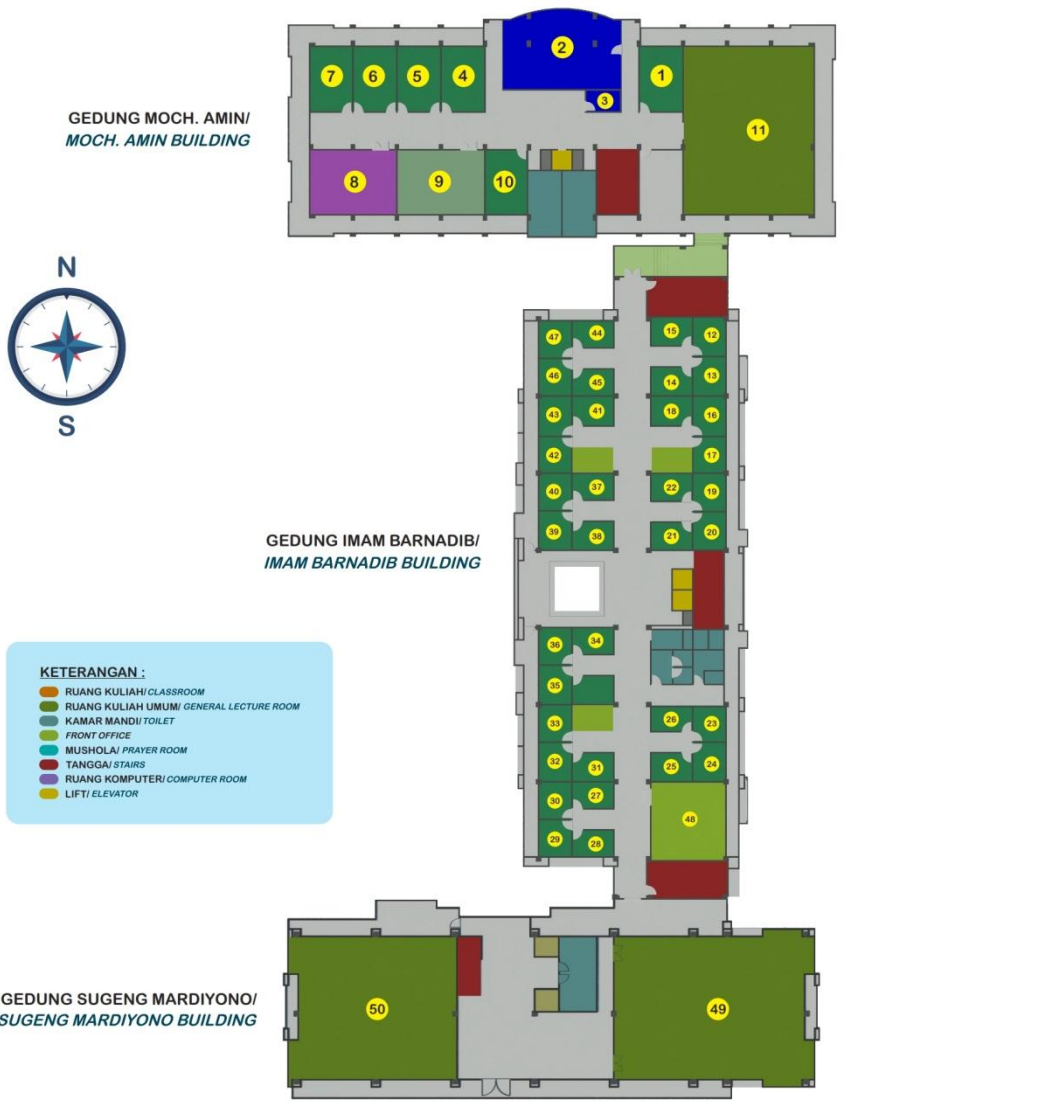 2
7 6 5 4 1
3
GEDUNG MOCH. AMIN/
MOCH. AMIN BUILDING
11
8 9 10
N
S
47 44 15 12
46 45 14 13
43 41 18 16
42 17
40 37 22 19
39 38 21 20
GEDUNG IMAM BARNADIB/
IMAM BARNADIB BUILDING
36 34
35
33 26 23
32 31 25 24
30 27
48
29 28
KETERANGAN :
RUANG KULIAH/ CLASSROOM
RUANG KULIAH UMUM/ GENERAL LECTURE ROOM
KAMAR MANDI/ TOILET
FRONT OFFICE
MUSHOLA/ PRAYER ROOM
TANGGA/ STAIRS
RUANG KOMPUTER/ COMPUTER ROOM
LIFT/ ELEVATOR
GEDUNG SUGENG MARDIYONO/
SUGENG MARDIYONO BUILDING
50 49